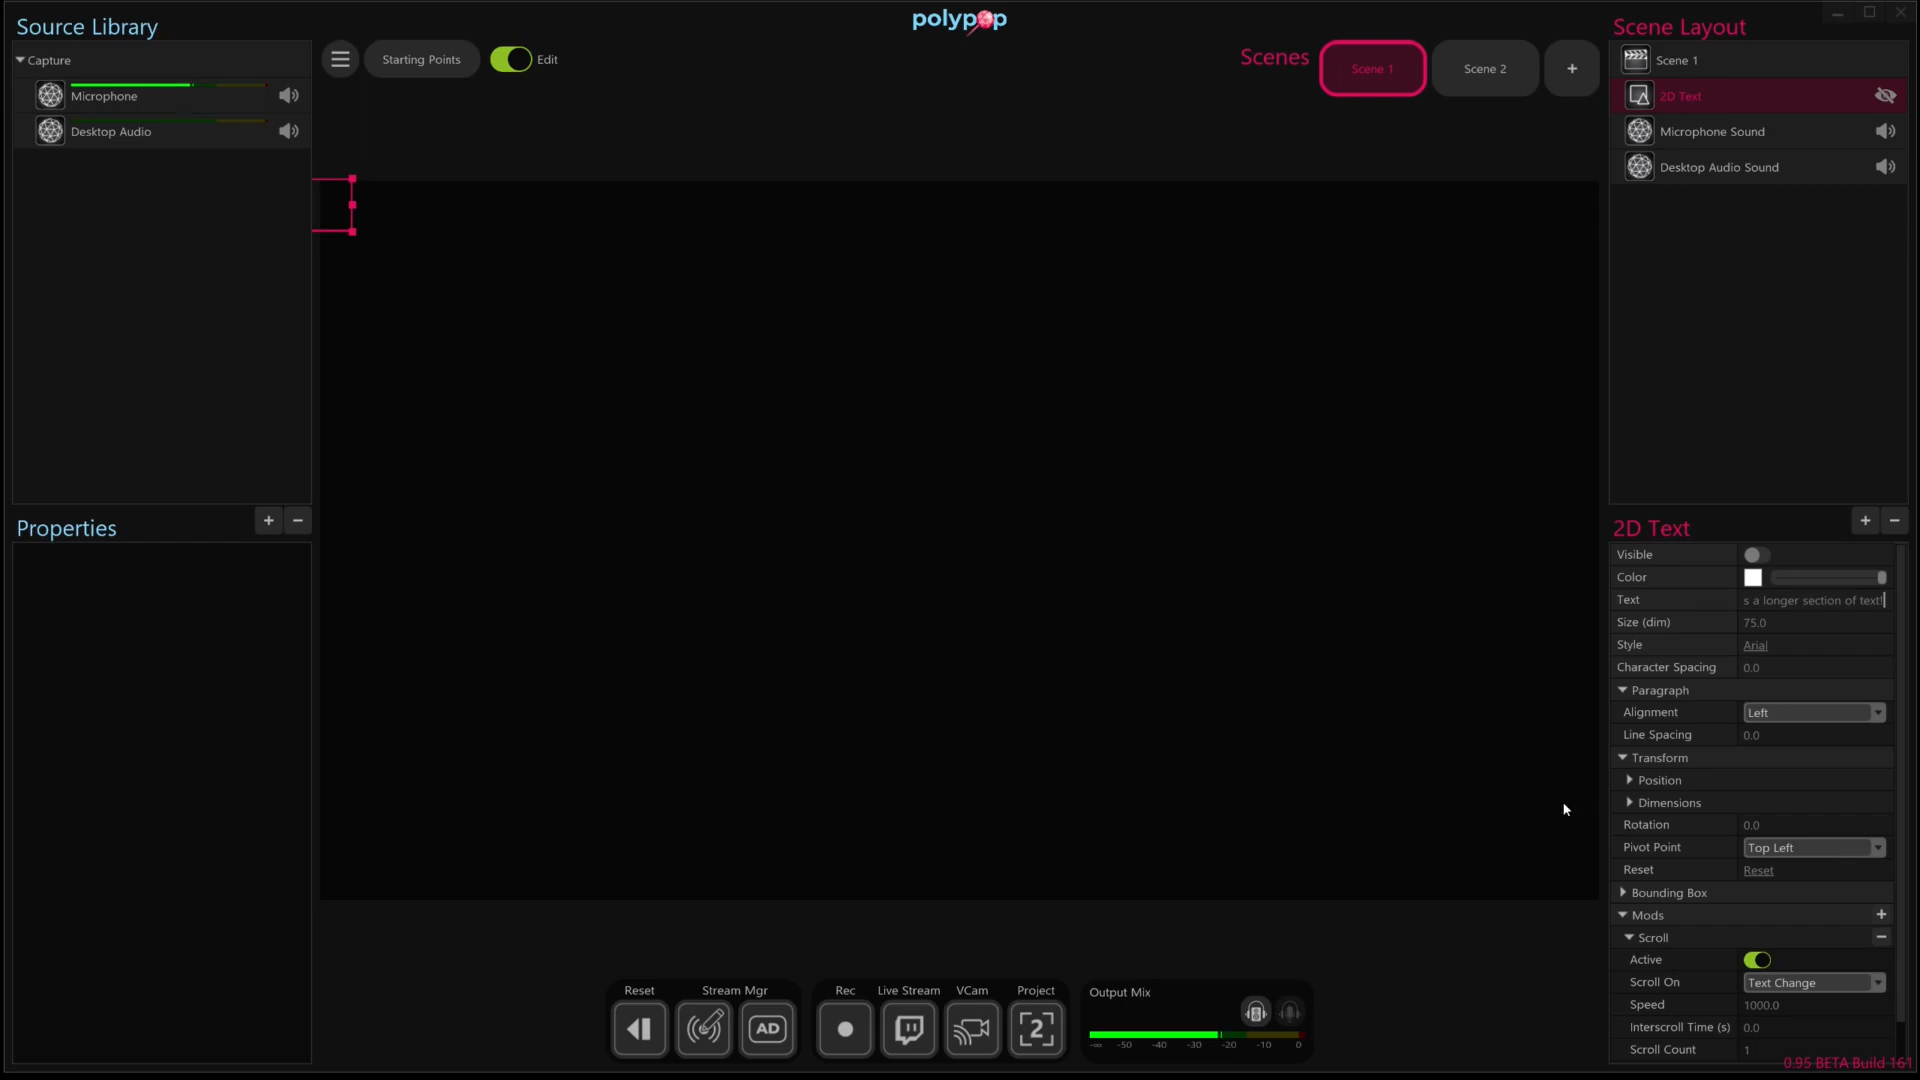 Source Library
Capture
Microphone
Desktop Audio
Properties
Starting Points
Edit
polypop
Scenes
Scene 1
Scene 2
+
Scene Layout
Scene 1
2D Text
Microphone Sound
Desktop Audio Sound
2D Text
Visible
Color
Text s a longer section of text!
Size (dim) 75.0
Style Arial
Character Spacing 0.0
Paragraph
Alignment Left
Line Spacing 0.0
Transform
Position
Dimensions
Rotation 0.0
Pivot Point Top Left
Reset Reset
Bounding Box
Mods
Scroll
Active
Scroll On Text Change
Speed 1000.0
Interscroll Time (s) 0.0
Scroll Count 1
0.95 BETA Build 161
Reset Stream Mgr Rec Live Stream VCam Project
AD 2
Output Mix
-∞ -50 -40 -30 -20 -10 0